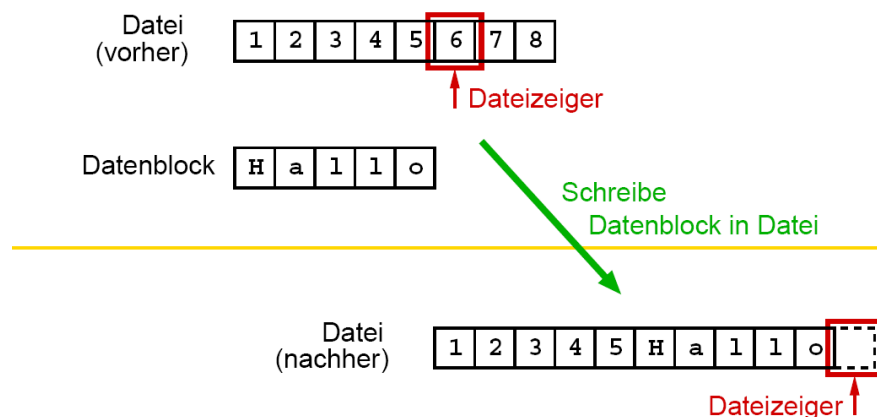 Datei
(vorher)
1 2 3 4 5 6 7 8
Dateizeiger
Datenblock
H a l l o
Schreibe
Datenblock in Datei
Datei
(nachher)
1 2 3 4 5 H a l l o
Dateizeiger